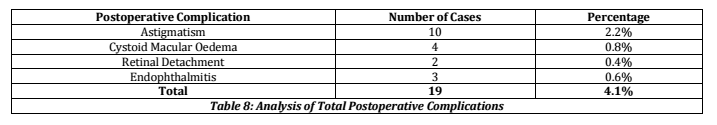 Postoperative Complication Number of Cases Percentage
Astigmatism 10 2.2%
Cystoid Macular Oedema 4 0.8%
Retinal Detachment 2 0.4%
Endophthalmitis 3 0.6%
Total 19 4.1%
Table 8: Analysis of Total Postoperative Complications